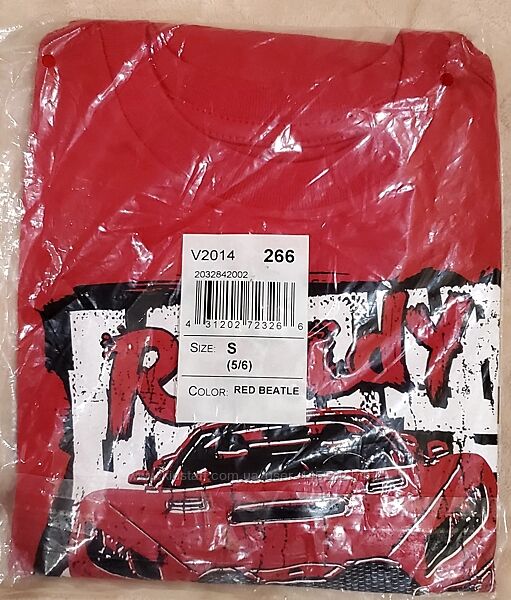 V2014 266
2032842002
4 31202 72326 6
SIZE: S
(5/6)
COLOR: RED BEATLE